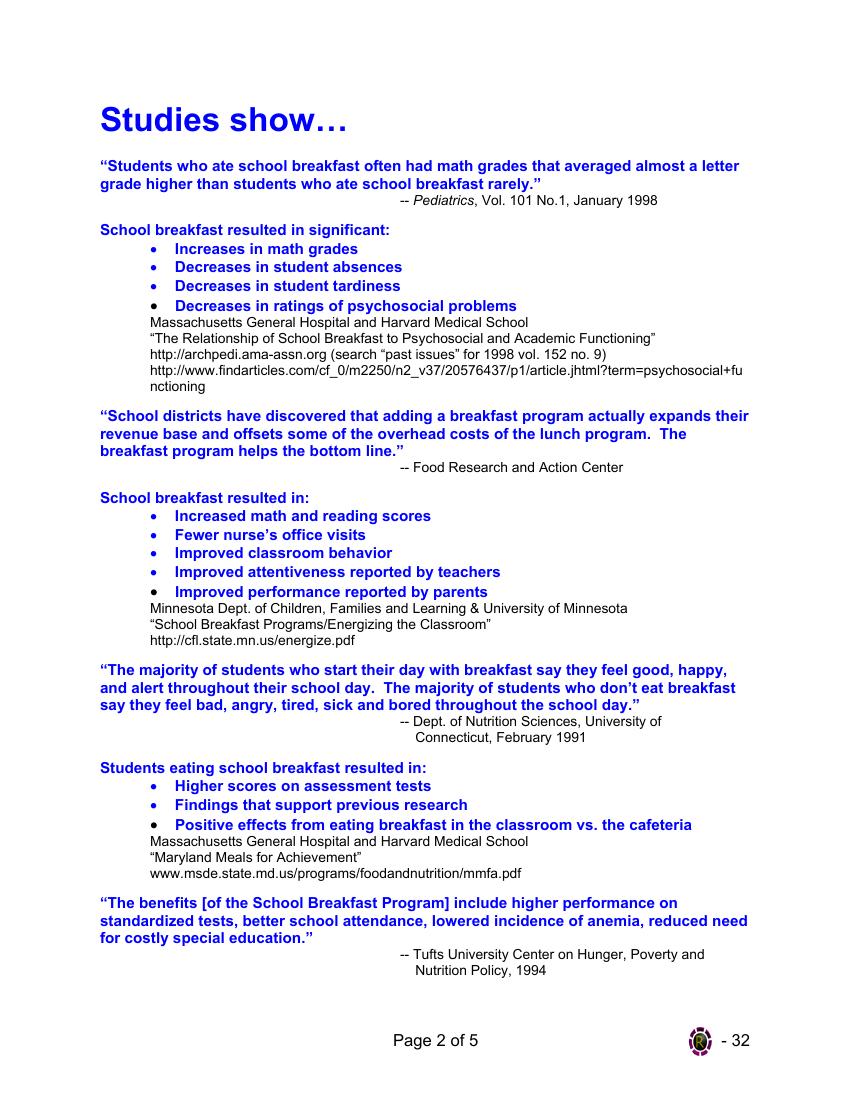 Studies show…
“Students who ate school breakfast often had math grades that averaged almost a letter
grade higher than students who ate school breakfast rarely.”
-- Pediatrics, Vol. 101 No.1, January 1998
School breakfast resulted in significant:
• Increases in math grades
• Decreases in student absences
• Decreases in student tardiness
• Decreases in ratings of psychosocial problems
Massachusetts General Hospital and Harvard Medical School
“The Relationship of School Breakfast to Psychosocial and Academic Functioning”
http://archpedi.ama-assn.org (search “past issues” for 1998 vol. 152 no. 9)
http://www.findarticles.com/cf_0/m2250/n2_v37/20576437/p1/article.jhtml?term=psychosocial+fu
nctioning
“School districts have discovered that adding a breakfast program actually expands their
revenue base and offsets some of the overhead costs of the lunch program.  The
breakfast program helps the bottom line.”
-- Food Research and Action Center
School breakfast resulted in:
• Increased math and reading scores
• Fewer nurse’s office visits
• Improved classroom behavior
• Improved attentiveness reported by teachers
• Improved performance reported by parents
Minnesota Dept. of Children, Families and Learning & University of Minnesota
“School Breakfast Programs/Energizing the Classroom”
http://cfl.state.mn.us/energize.pdf
“The majority of students who start their day with breakfast say they feel good, happy,
and alert throughout their school day.  The majority of students who don’t eat breakfast
say they feel bad, angry, tired, sick and bored throughout the school day.”
-- Dept. of Nutrition Sciences, University of
Connecticut, February 1991
Students eating school breakfast resulted in:
• Higher scores on assessment tests
• Findings that support previous research
• Positive effects from eating breakfast in the classroom vs. the cafeteria
Massachusetts General Hospital and Harvard Medical School
“Maryland Meals for Achievement”
www.msde.state.md.us/programs/foodandnutrition/mmfa.pdf
“The benefits [of the School Breakfast Program] include higher performance on
standardized tests, better school attendance, lowered incidence of anemia, reduced need
for costly special education.”
-- Tufts University Center on Hunger, Poverty and
Nutrition Policy, 1994
Page 2 of 5
R - 32